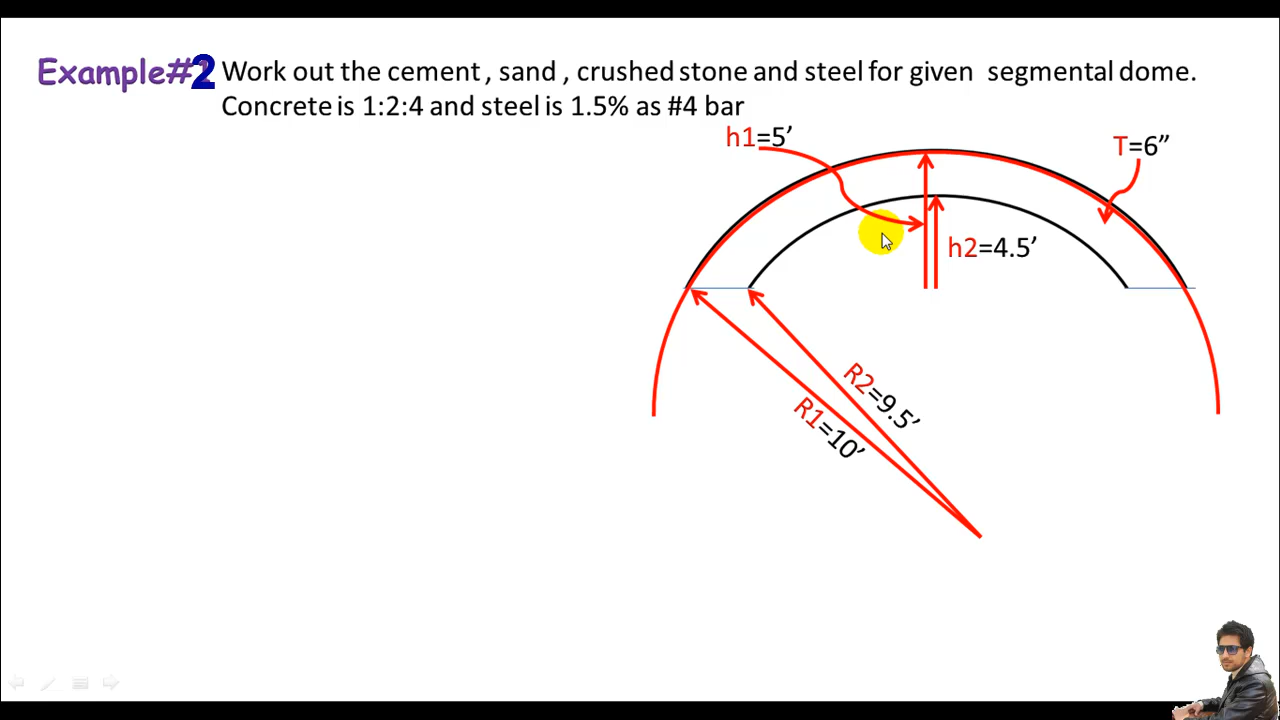 Example#2 Work out the cement , sand , crushed stone and steel for given segmental dome.
Concrete is 1:2:4 and steel is 1.5% as #4 bar
h1=5’
T=6”
h2=4.5’
R2=9.5’
R1=10’